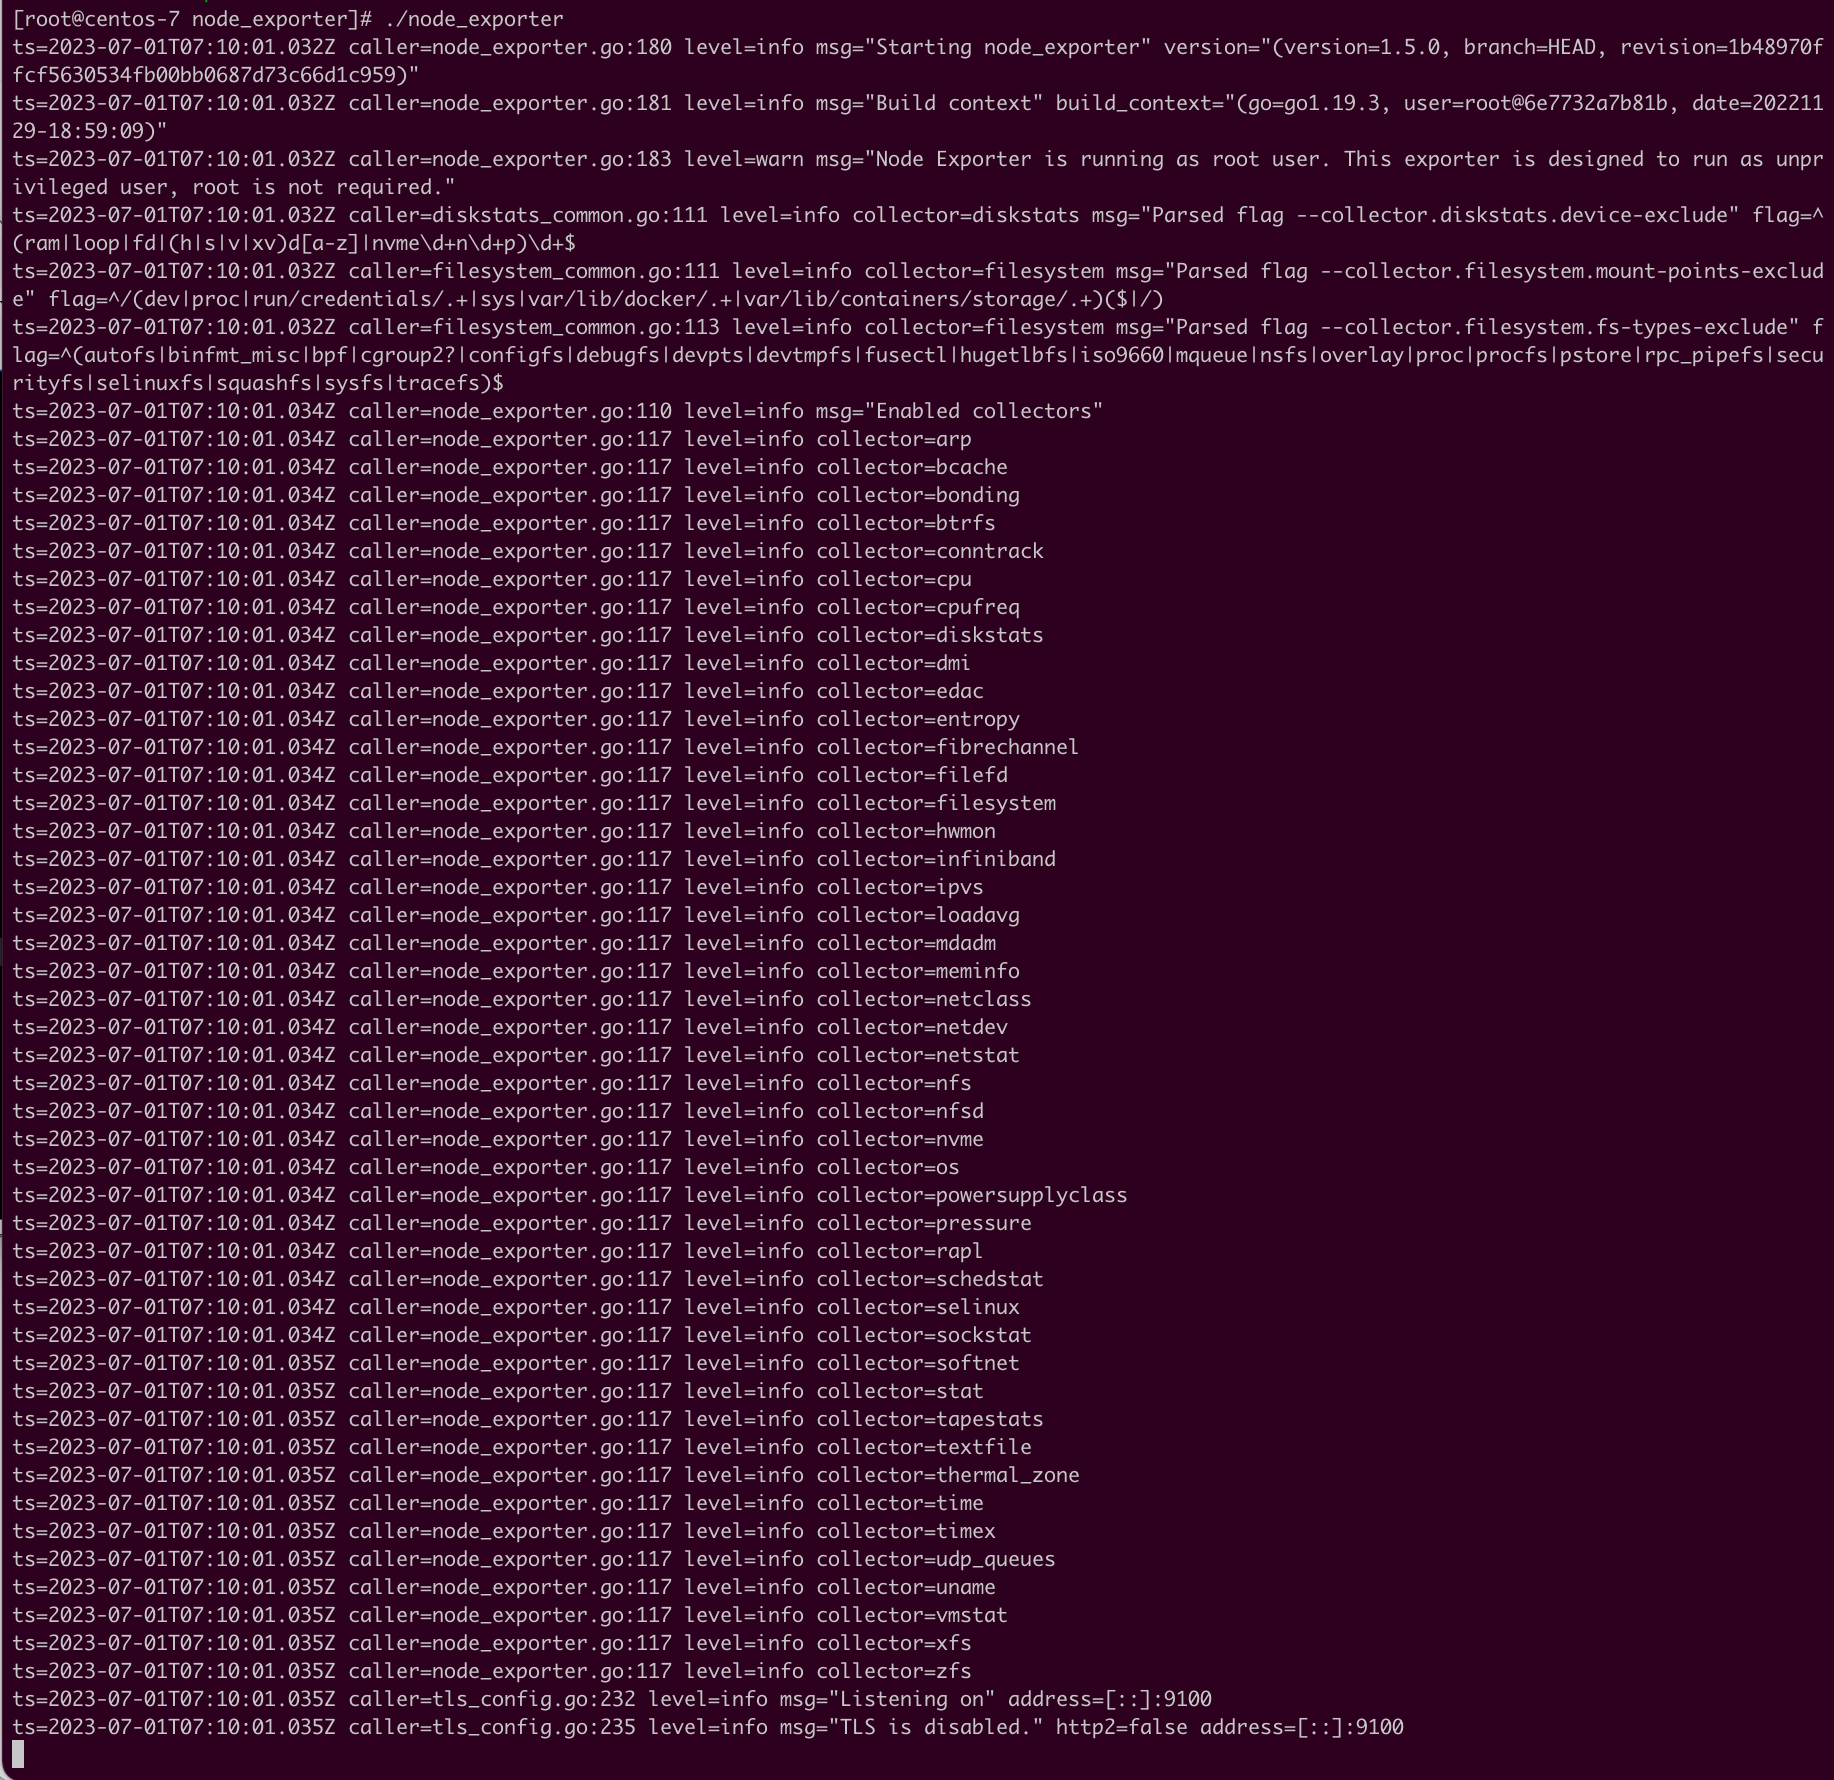 [root@centos-7 node_exporter]# ./node_exporter
ts=2023-07-01T07:10:01.032Z caller=node_exporter.go:180 level=info msg="Starting node_exporter" version="(version=1.5.0, branch=HEAD, revision=1b48970f
fcf5630534fb00bb0687d73c66d1c959)"
ts=2023-07-01T07:10:01.032Z caller=node_exporter.go:181 level=info msg="Build context" build_context="(go=go1.19.3, user=root@6e7732a7b81b, date=202211
29-18:59:09)"
ts=2023-07-01T07:10:01.032Z caller=node_exporter.go:183 level=warn msg="Node Exporter is running as root user. This exporter is designed to run as unpr
ivileged user, root is not required."
ts=2023-07-01T07:10:01.032Z caller=diskstats_common.go:111 level=info collector=diskstats msg="Parsed flag --collector.diskstats.device-exclude" flag=^
(ram|loop|fd|(h|s|v|xv)d[a-z]|nvme\d+n\d+p)\d+$
ts=2023-07-01T07:10:01.032Z caller=filesystem_common.go:111 level=info collector=filesystem msg="Parsed flag --collector.filesystem.mount-points-exclud
e" flag=^/(dev|proc|run/credentials/.+|sys|var/lib/docker/.+|var/lib/containers/storage/.+)($|/)
ts=2023-07-01T07:10:01.032Z caller=filesystem_common.go:113 level=info collector=filesystem msg="Parsed flag --collector.filesystem.fs-types-exclude" f
lag=^(autofs|binfmt_misc|bpf|cgroup2?|configfs|debugfs|devpts|devtmpfs|fusectl|hugetlbfs|iso9660|mqueue|nsfs|overlay|proc|procfs|pstore|rpc_pipefs|secu
rityfs|selinuxfs|squashfs|sysfs|tracefs)$
ts=2023-07-01T07:10:01.034Z caller=node_exporter.go:110 level=info msg="Enabled collectors"
ts=2023-07-01T07:10:01.034Z caller=node_exporter.go:117 level=info collector=arp
ts=2023-07-01T07:10:01.034Z caller=node_exporter.go:117 level=info collector=bcache
ts=2023-07-01T07:10:01.034Z caller=node_exporter.go:117 level=info collector=bonding
ts=2023-07-01T07:10:01.034Z caller=node_exporter.go:117 level=info collector=btrfs
ts=2023-07-01T07:10:01.034Z caller=node_exporter.go:117 level=info collector=conntrack
ts=2023-07-01T07:10:01.034Z caller=node_exporter.go:117 level=info collector=cpu
ts=2023-07-01T07:10:01.034Z caller=node_exporter.go:117 level=info collector=cpufreq
ts=2023-07-01T07:10:01.034Z caller=node_exporter.go:117 level=info collector=diskstats
ts=2023-07-01T07:10:01.034Z caller=node_exporter.go:117 level=info collector=dmi
ts=2023-07-01T07:10:01.034Z caller=node_exporter.go:117 level=info collector=edac
ts=2023-07-01T07:10:01.034Z caller=node_exporter.go:117 level=info collector=entropy
ts=2023-07-01T07:10:01.034Z caller=node_exporter.go:117 level=info collector=fibrechannel
ts=2023-07-01T07:10:01.034Z caller=node_exporter.go:117 level=info collector=filefd
ts=2023-07-01T07:10:01.034Z caller=node_exporter.go:117 level=info collector=filesystem
ts=2023-07-01T07:10:01.034Z caller=node_exporter.go:117 level=info collector=hwmon
ts=2023-07-01T07:10:01.034Z caller=node_exporter.go:117 level=info collector=infiniband
ts=2023-07-01T07:10:01.034Z caller=node_exporter.go:117 level=info collector=ipvs
ts=2023-07-01T07:10:01.034Z caller=node_exporter.go:117 level=info collector=loadavg
ts=2023-07-01T07:10:01.034Z caller=node_exporter.go:117 level=info collector=mdadm
ts=2023-07-01T07:10:01.034Z caller=node_exporter.go:117 level=info collector=meminfo
ts=2023-07-01T07:10:01.034Z caller=node_exporter.go:117 level=info collector=netclass
ts=2023-07-01T07:10:01.034Z caller=node_exporter.go:117 level=info collector=netdev
ts=2023-07-01T07:10:01.034Z caller=node_exporter.go:117 level=info collector=netstat
ts=2023-07-01T07:10:01.034Z caller=node_exporter.go:117 level=info collector=nfs
ts=2023-07-01T07:10:01.034Z caller=node_exporter.go:117 level=info collector=nfsd
ts=2023-07-01T07:10:01.034Z caller=node_exporter.go:117 level=info collector=nvme
ts=2023-07-01T07:10:01.034Z caller=node_exporter.go:117 level=info collector=os
ts=2023-07-01T07:10:01.034Z caller=node_exporter.go:117 level=info collector=powersupplyclass
ts=2023-07-01T07:10:01.034Z caller=node_exporter.go:117 level=info collector=pressure
ts=2023-07-01T07:10:01.034Z caller=node_exporter.go:117 level=info collector=rapl
ts=2023-07-01T07:10:01.034Z caller=node_exporter.go:117 level=info collector=schedstat
ts=2023-07-01T07:10:01.034Z caller=node_exporter.go:117 level=info collector=selinux
ts=2023-07-01T07:10:01.034Z caller=node_exporter.go:117 level=info collector=sockstat
ts=2023-07-01T07:10:01.035Z caller=node_exporter.go:117 level=info collector=softnet
ts=2023-07-01T07:10:01.035Z caller=node_exporter.go:117 level=info collector=stat
ts=2023-07-01T07:10:01.035Z caller=node_exporter.go:117 level=info collector=tapestats
ts=2023-07-01T07:10:01.035Z caller=node_exporter.go:117 level=info collector=textfile
ts=2023-07-01T07:10:01.035Z caller=node_exporter.go:117 level=info collector=thermal_zone
ts=2023-07-01T07:10:01.035Z caller=node_exporter.go:117 level=info collector=time
ts=2023-07-01T07:10:01.035Z caller=node_exporter.go:117 level=info collector=timex
ts=2023-07-01T07:10:01.035Z caller=node_exporter.go:117 level=info collector=udp_queues
ts=2023-07-01T07:10:01.035Z caller=node_exporter.go:117 level=info collector=uname
ts=2023-07-01T07:10:01.035Z caller=node_exporter.go:117 level=info collector=vmstat
ts=2023-07-01T07:10:01.035Z caller=node_exporter.go:117 level=info collector=xfs
ts=2023-07-01T07:10:01.035Z caller=node_exporter.go:117 level=info collector=zfs
ts=2023-07-01T07:10:01.035Z caller=tls_config.go:232 level=info msg="Listening on" address=[::]:9100
ts=2023-07-01T07:10:01.035Z caller=tls_config.go:235 level=info msg="TLS is disabled." http2=false address=[::]:9100